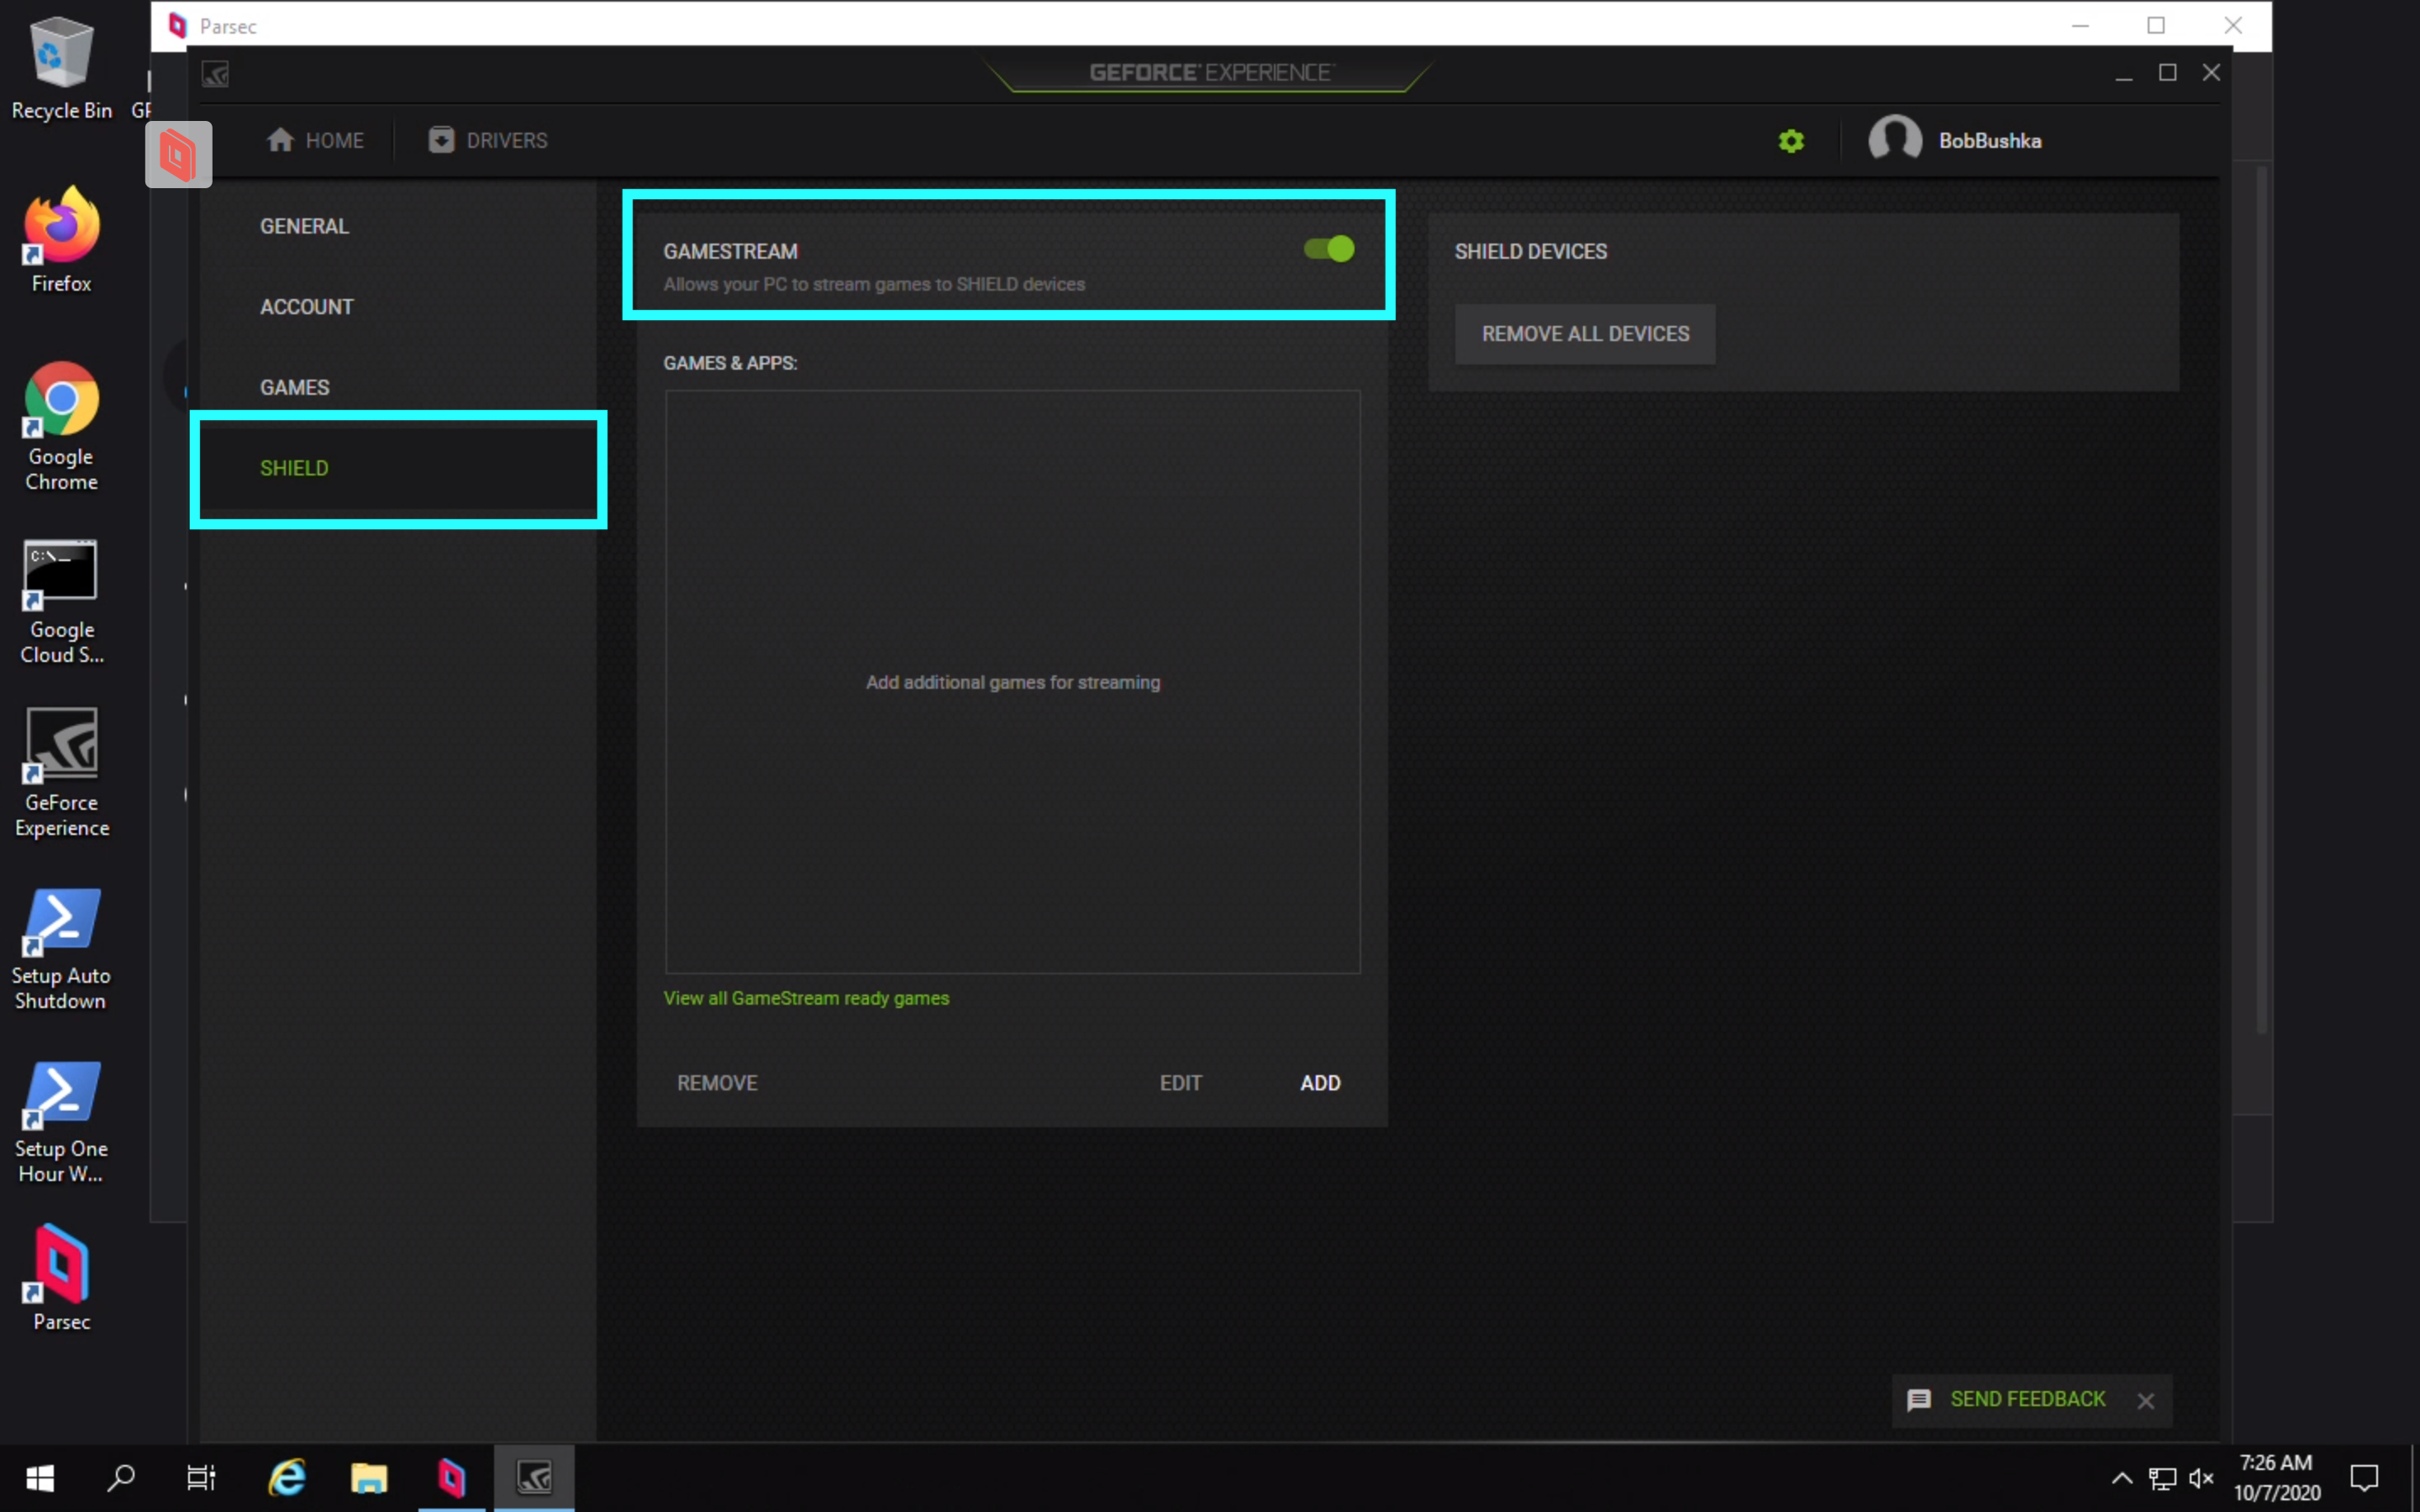 Parsec
GEFORCE® EXPERIENCE™
HOME
DRIVERS
BobBushka
GENERAL
ACCOUNT
GAMES
SHIELD
GAMESTREAM
Allows your PC to stream games to SHIELD devices
GAMES & APPS:
Add additional games for streaming
View all GameStream ready games
REMOVE
EDIT
ADD
SHIELD DEVICES
REMOVE ALL DEVICES
SEND FEEDBACK
Recycle Bin
Firefox
Google
Chrome
C:\_
Google
Cloud S...
GeForce
Experience
Setup Auto
Shutdown
Setup One
Hour W...
Parsec
7:26 AM
10/7/2020